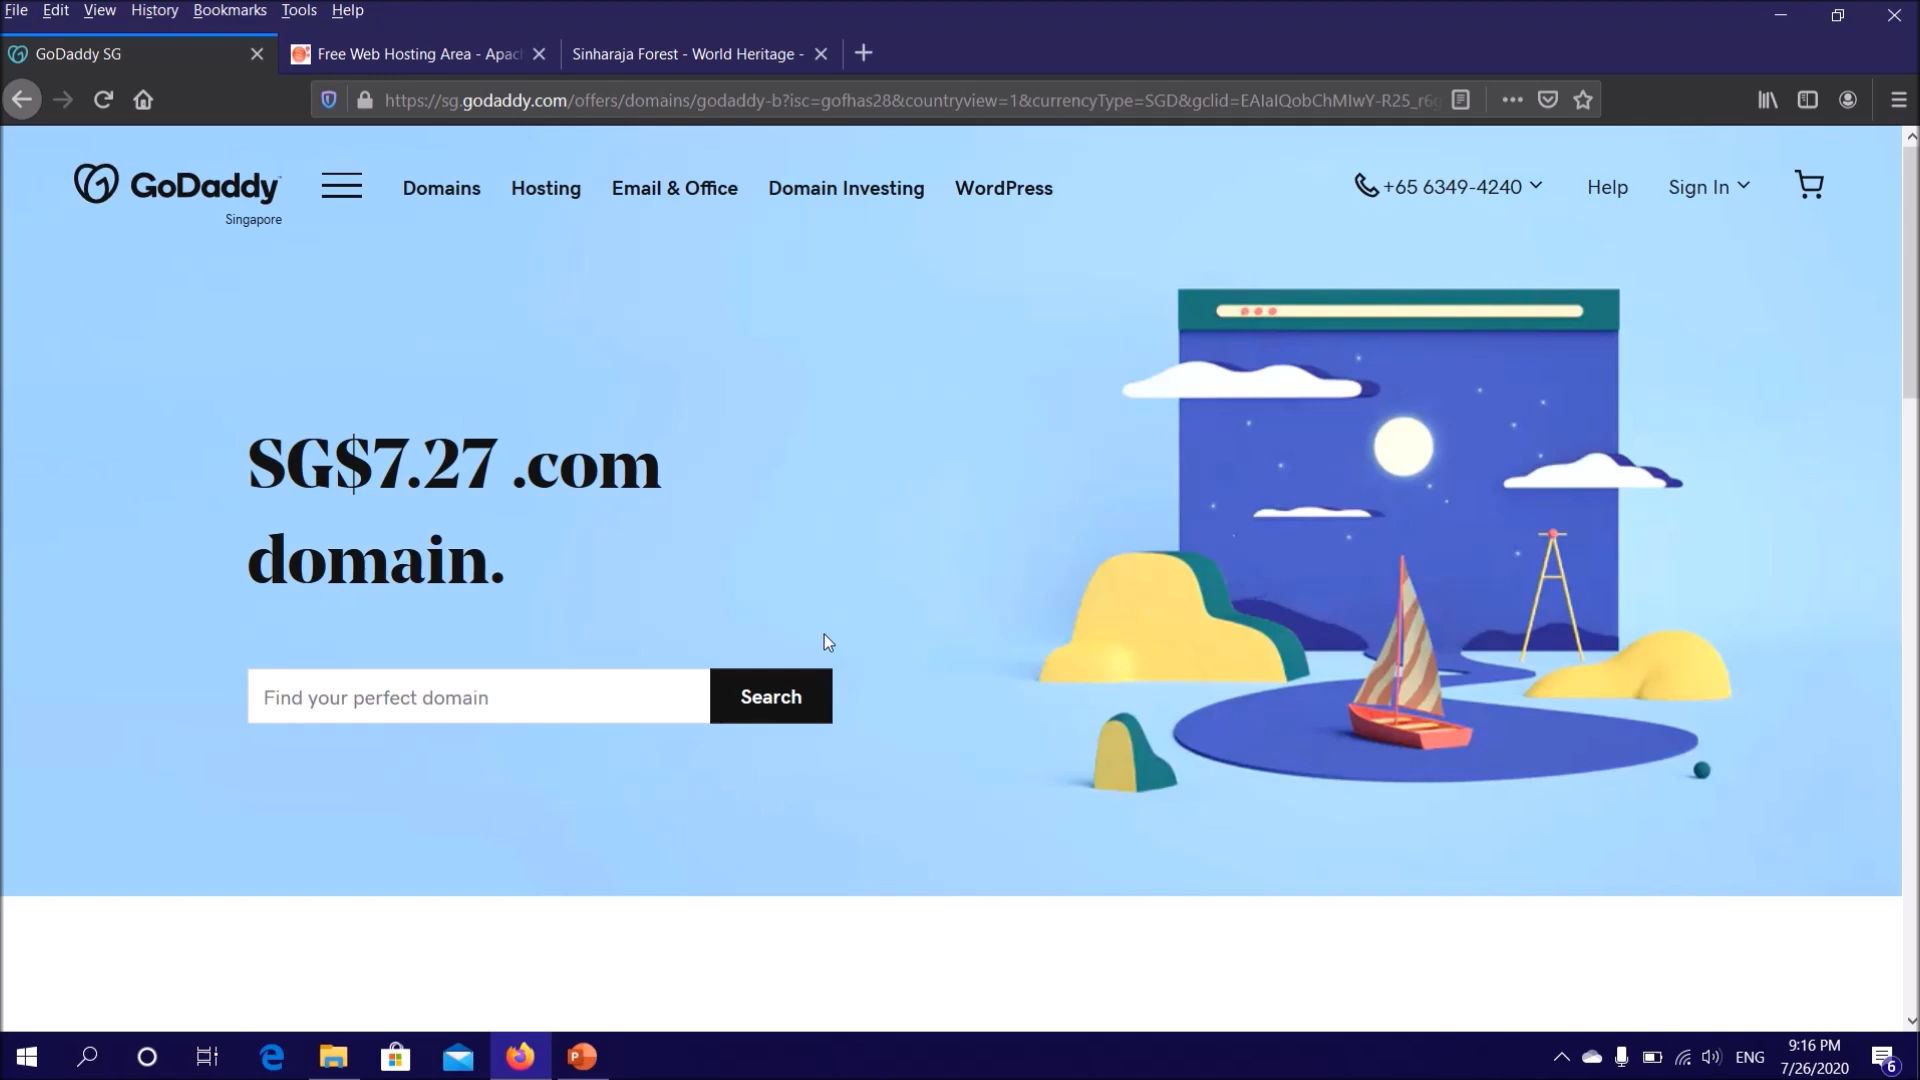 File Edit View History Bookmarks Tools Help
GoDaddy SG
Free Web Hosting Area - Apac
Sinharaja Forest - World Heritage -
https://sg.godaddy.com/offers/domains/godaddy-b?isc=gofhas28&countryview=1&currencyType=SGD&gclid=EAIaIQobChMIwY-R25_r6g
GoDaddy
Singapore
Domains Hosting Email & Office Domain Investing WordPress
+65 6349-4240 Help Sign In
SG$7.27 .com
domain.
Find your perfect domain Search
ENG
9:16 PM
7/26/2020
6